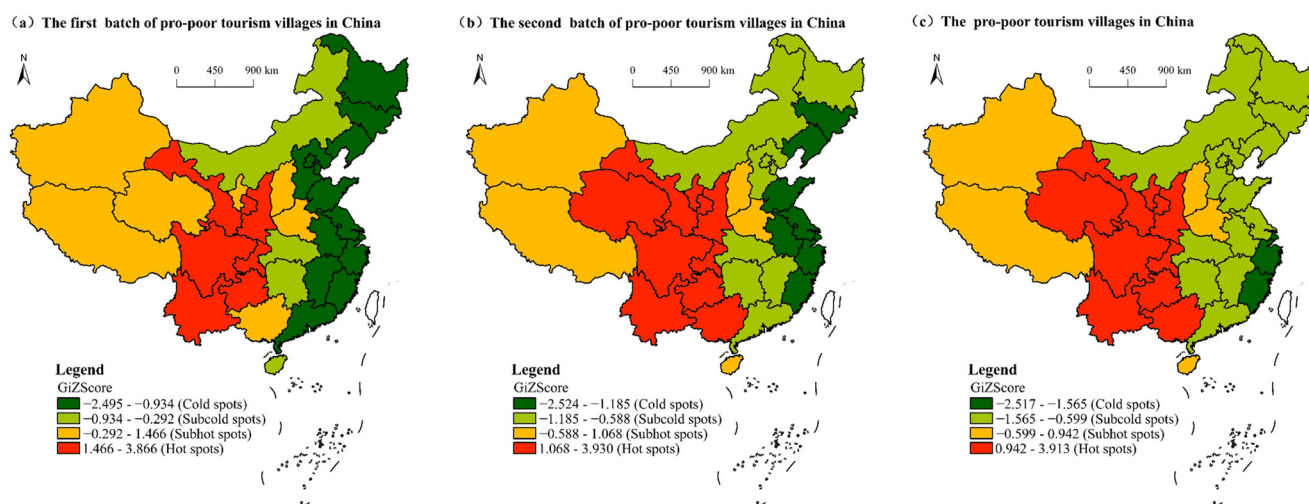 (a) The first batch of pro-poor tourism villages in China
N
0 450 900 km
Legend
GiZScore
−2.495 - −0.934 (Cold spots)
−0.934 - −0.292 (Subcold spots)
−0.292 - 1.466 (Subhot spots)
1.466 - 3.866 (Hot spots)
(b) The second batch of pro-poor tourism villages in China
N
0 450 900 km
Legend
GiZScore
−2.524 - −1.185 (Cold spots)
−1.185 - −0.588 (Subcold spots)
−0.588 - 1.068 (Subhot spots)
1.068 - 3.930 (Hot spots)
(c) The pro-poor tourism villages in China
N
0 450 900 km
Legend
GiZScore
−2.517 - −1.565 (Cold spots)
−1.565 - −0.599 (Subcold spots)
−0.599 - 0.942 (Subhot spots)
0.942 - 3.913 (Hot spots)